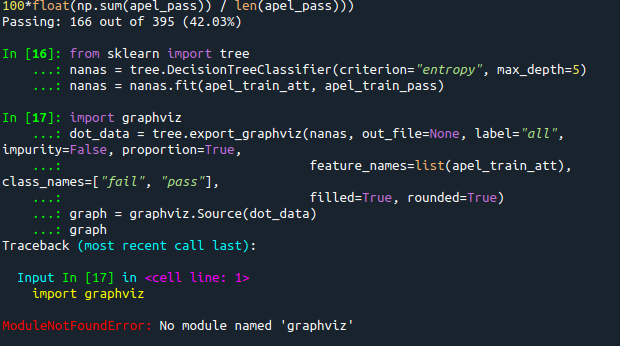 100*float(np.sum(apel_pass)) / len(apel_pass)))
Passing: 166 out of 395 (42.03%)
In [16]: from sklearn import tree
...: nanas = tree.DecisionTreeClassifier(criterion="entropy", max_depth=5)
...: nanas = nanas.fit(apel_train_att, apel_train_pass)
In [17]: import graphviz
...: dot_data = tree.export_graphviz(nanas, out_file=None, label="all",
impurity=False, proportion=True,
...: feature_names=list(apel_train_att),
class_names=["fail", "pass"],
...: filled=True, rounded=True)
...: graph = graphviz.Source(dot_data)
...: graph
Traceback (most recent call last):
Input In [17] in <cell line: 1>
import graphviz
ModuleNotFoundError: No module named 'graphviz'